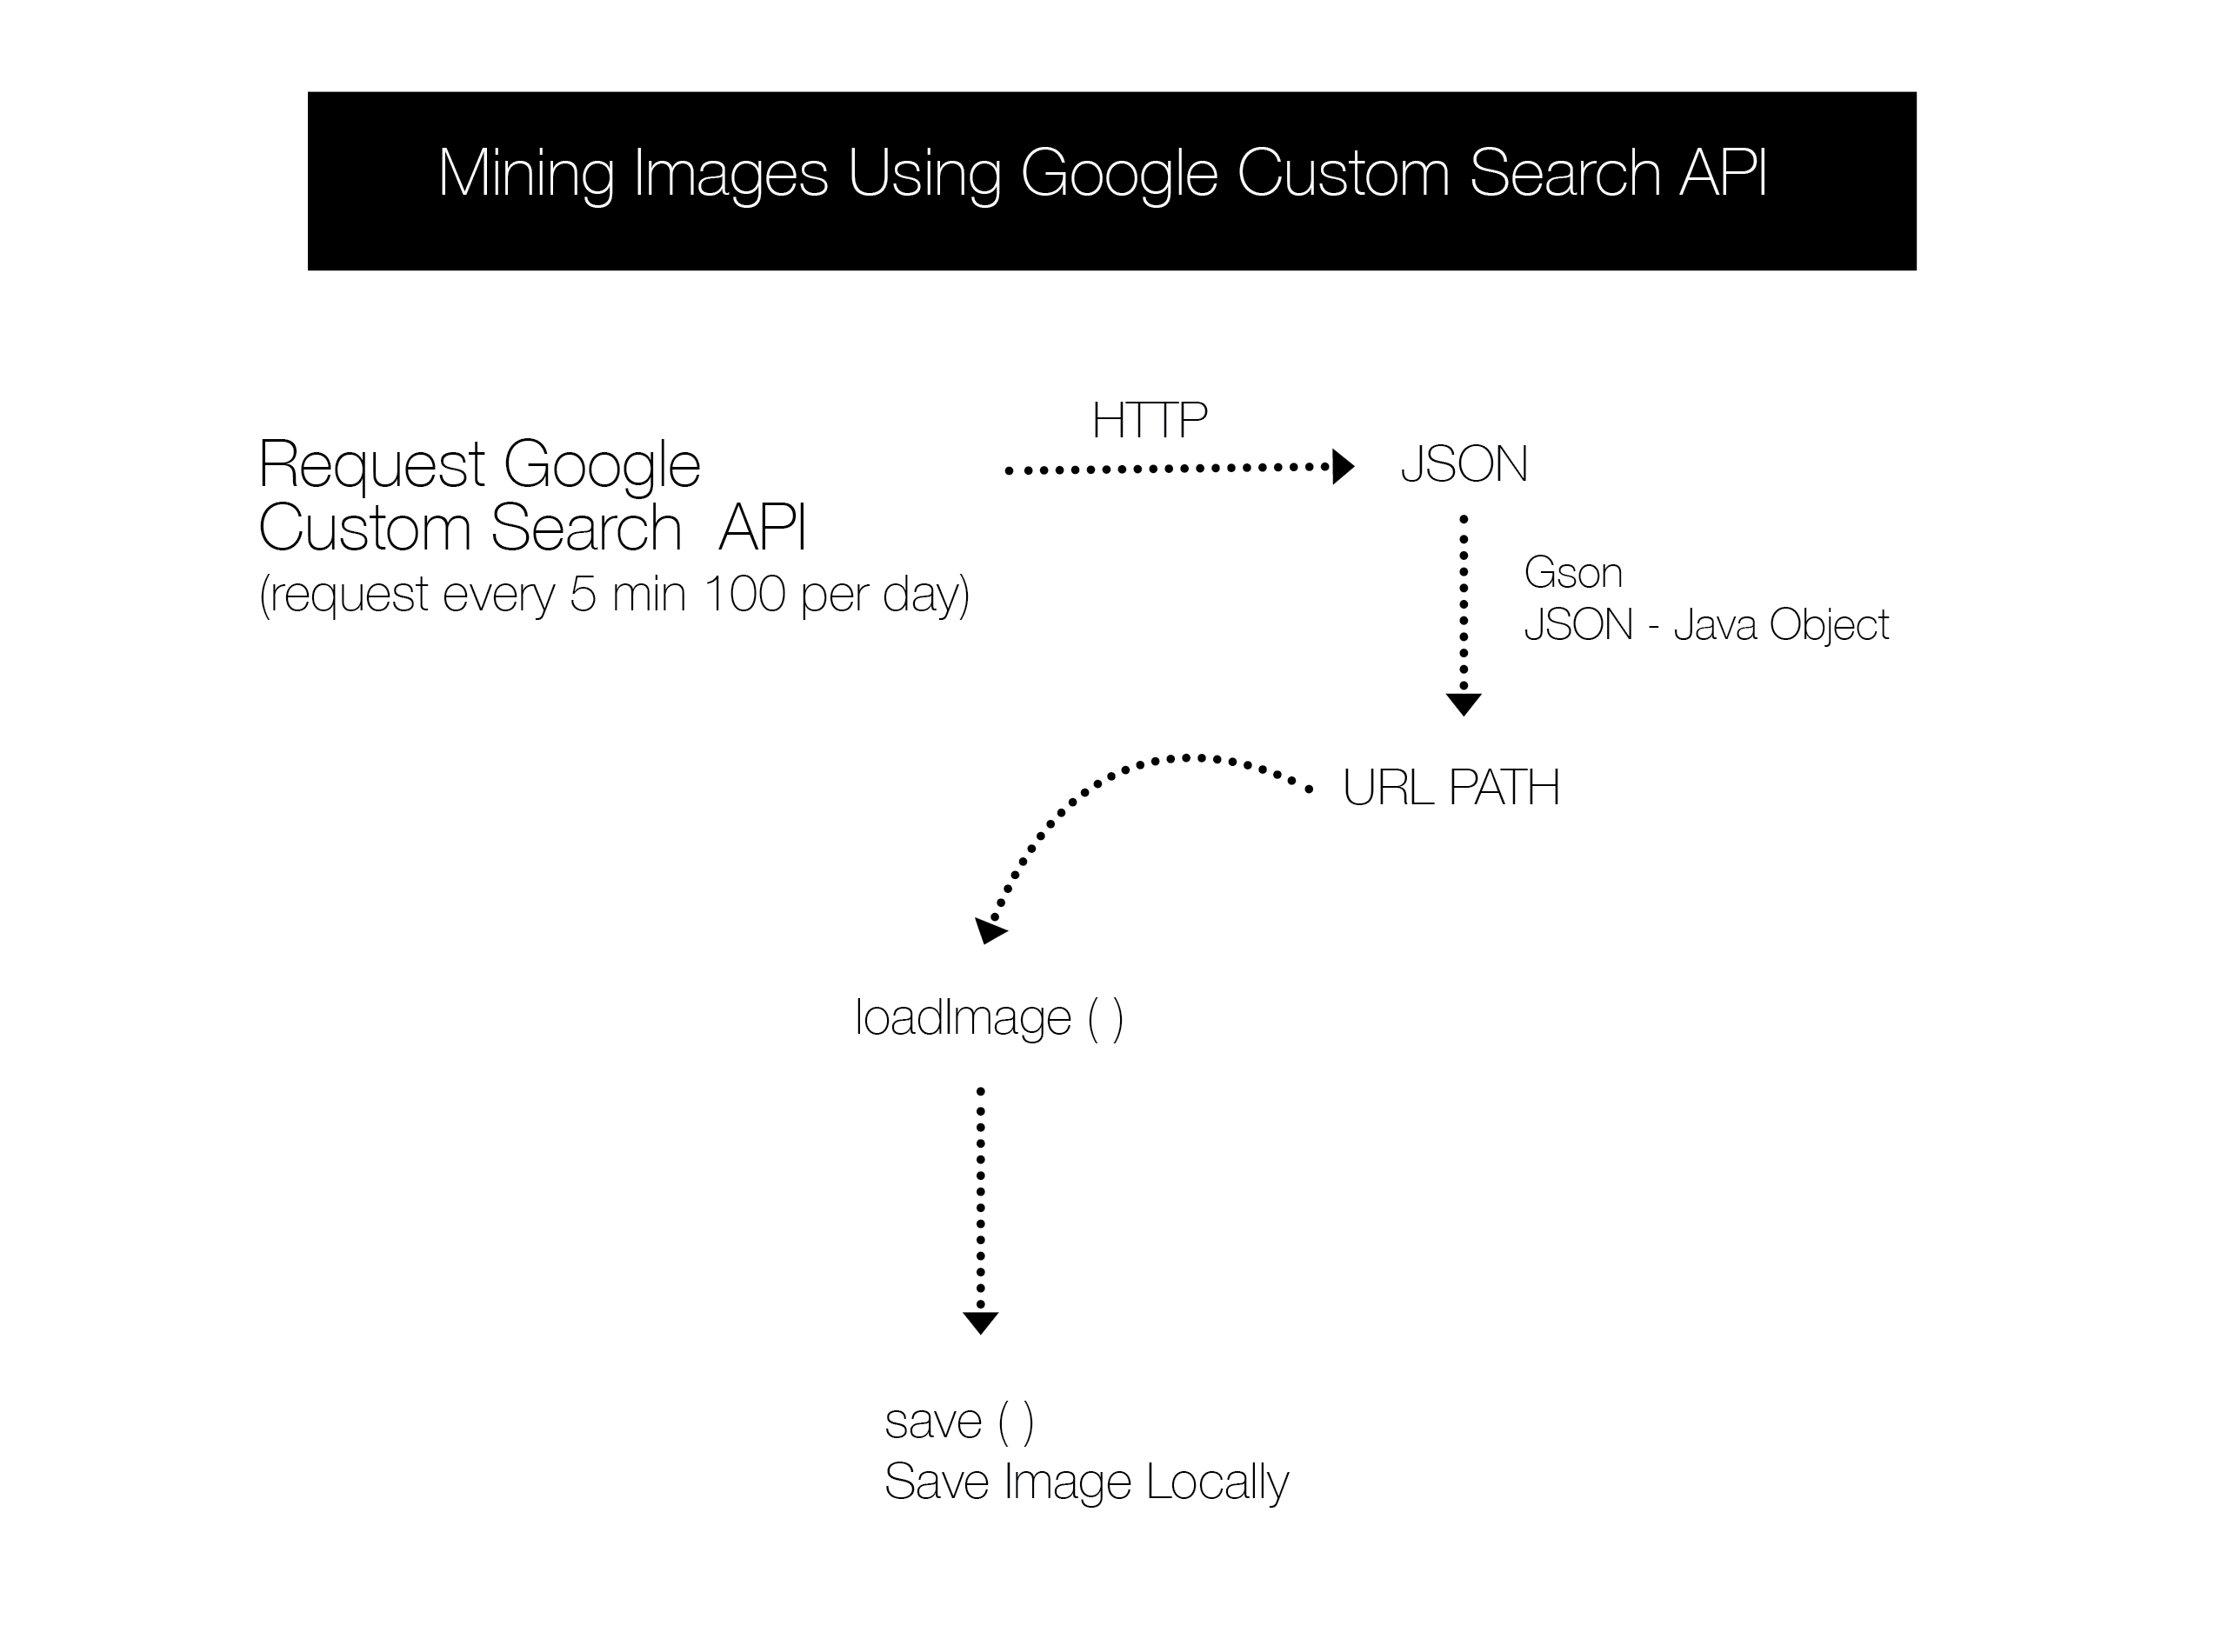 Mining Images Using Google Custom Search API
HTTP
Request Google
Custom Search API
(request every 5 min 100 per day)
JSON
Gson
JSON - Java Object
URL PATH
loadImage ( )
save ( )
Save Image Locally